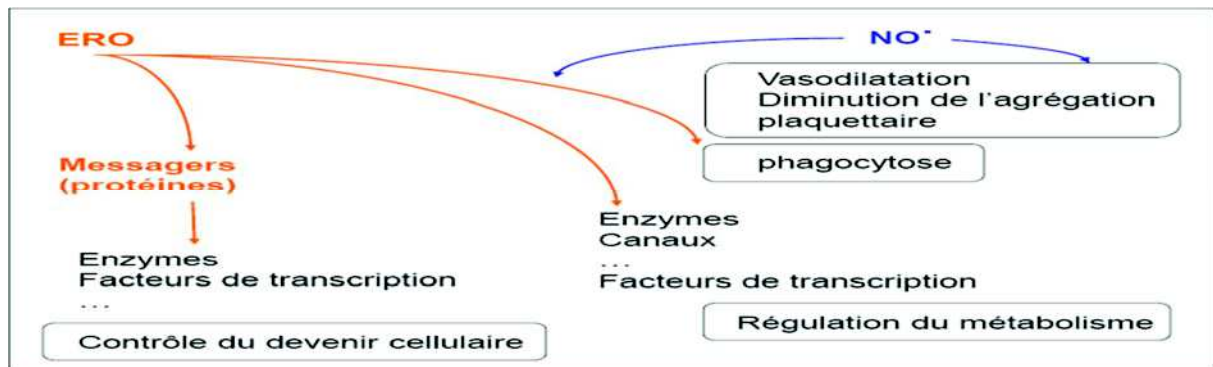 ERO
NO•
Vasodilatation
Diminution de l'agrégation
plaquettaire
phagocytose
Messagers
(protéines)
Enzymes
Facteurs de transcription
...
Contrôle du devenir cellulaire
Enzymes
Canaux
...
Facteurs de transcription
Régulation du métabolisme